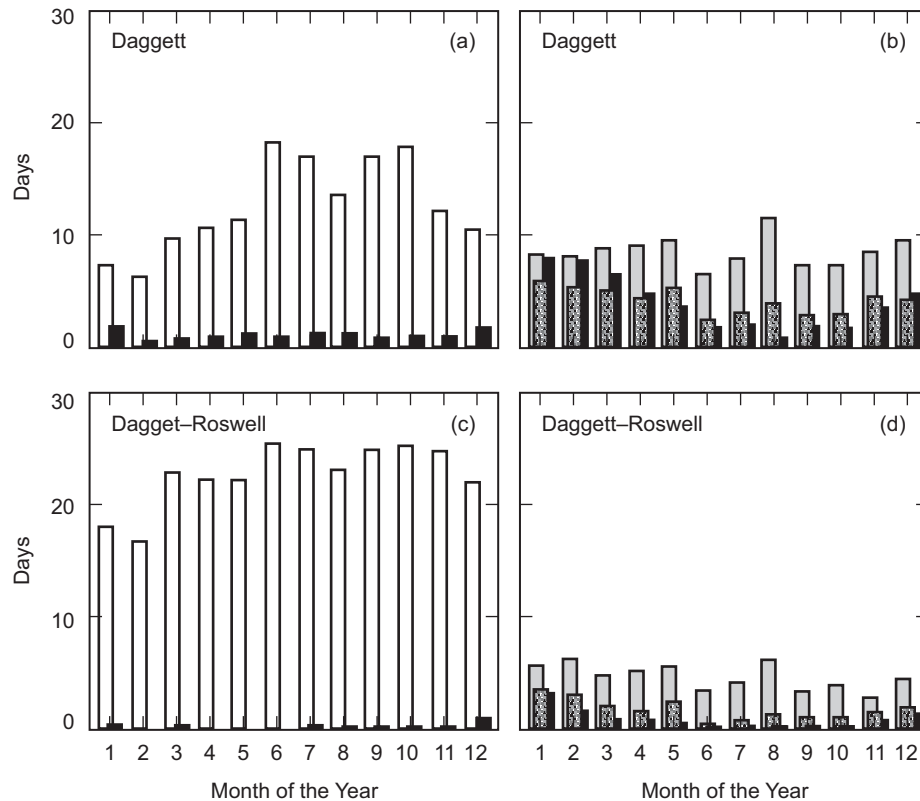 30
Daggett (a)
Daggett (b)
20
Days
10
0
30
Dagget–Roswell (c)
Daggett–Roswell (d)
20
Days
10
0
1 2 3 4 5 6 7 8 9 10 11 12
1 2 3 4 5 6 7 8 9 10 11 12
Month of the Year
Month of the Year